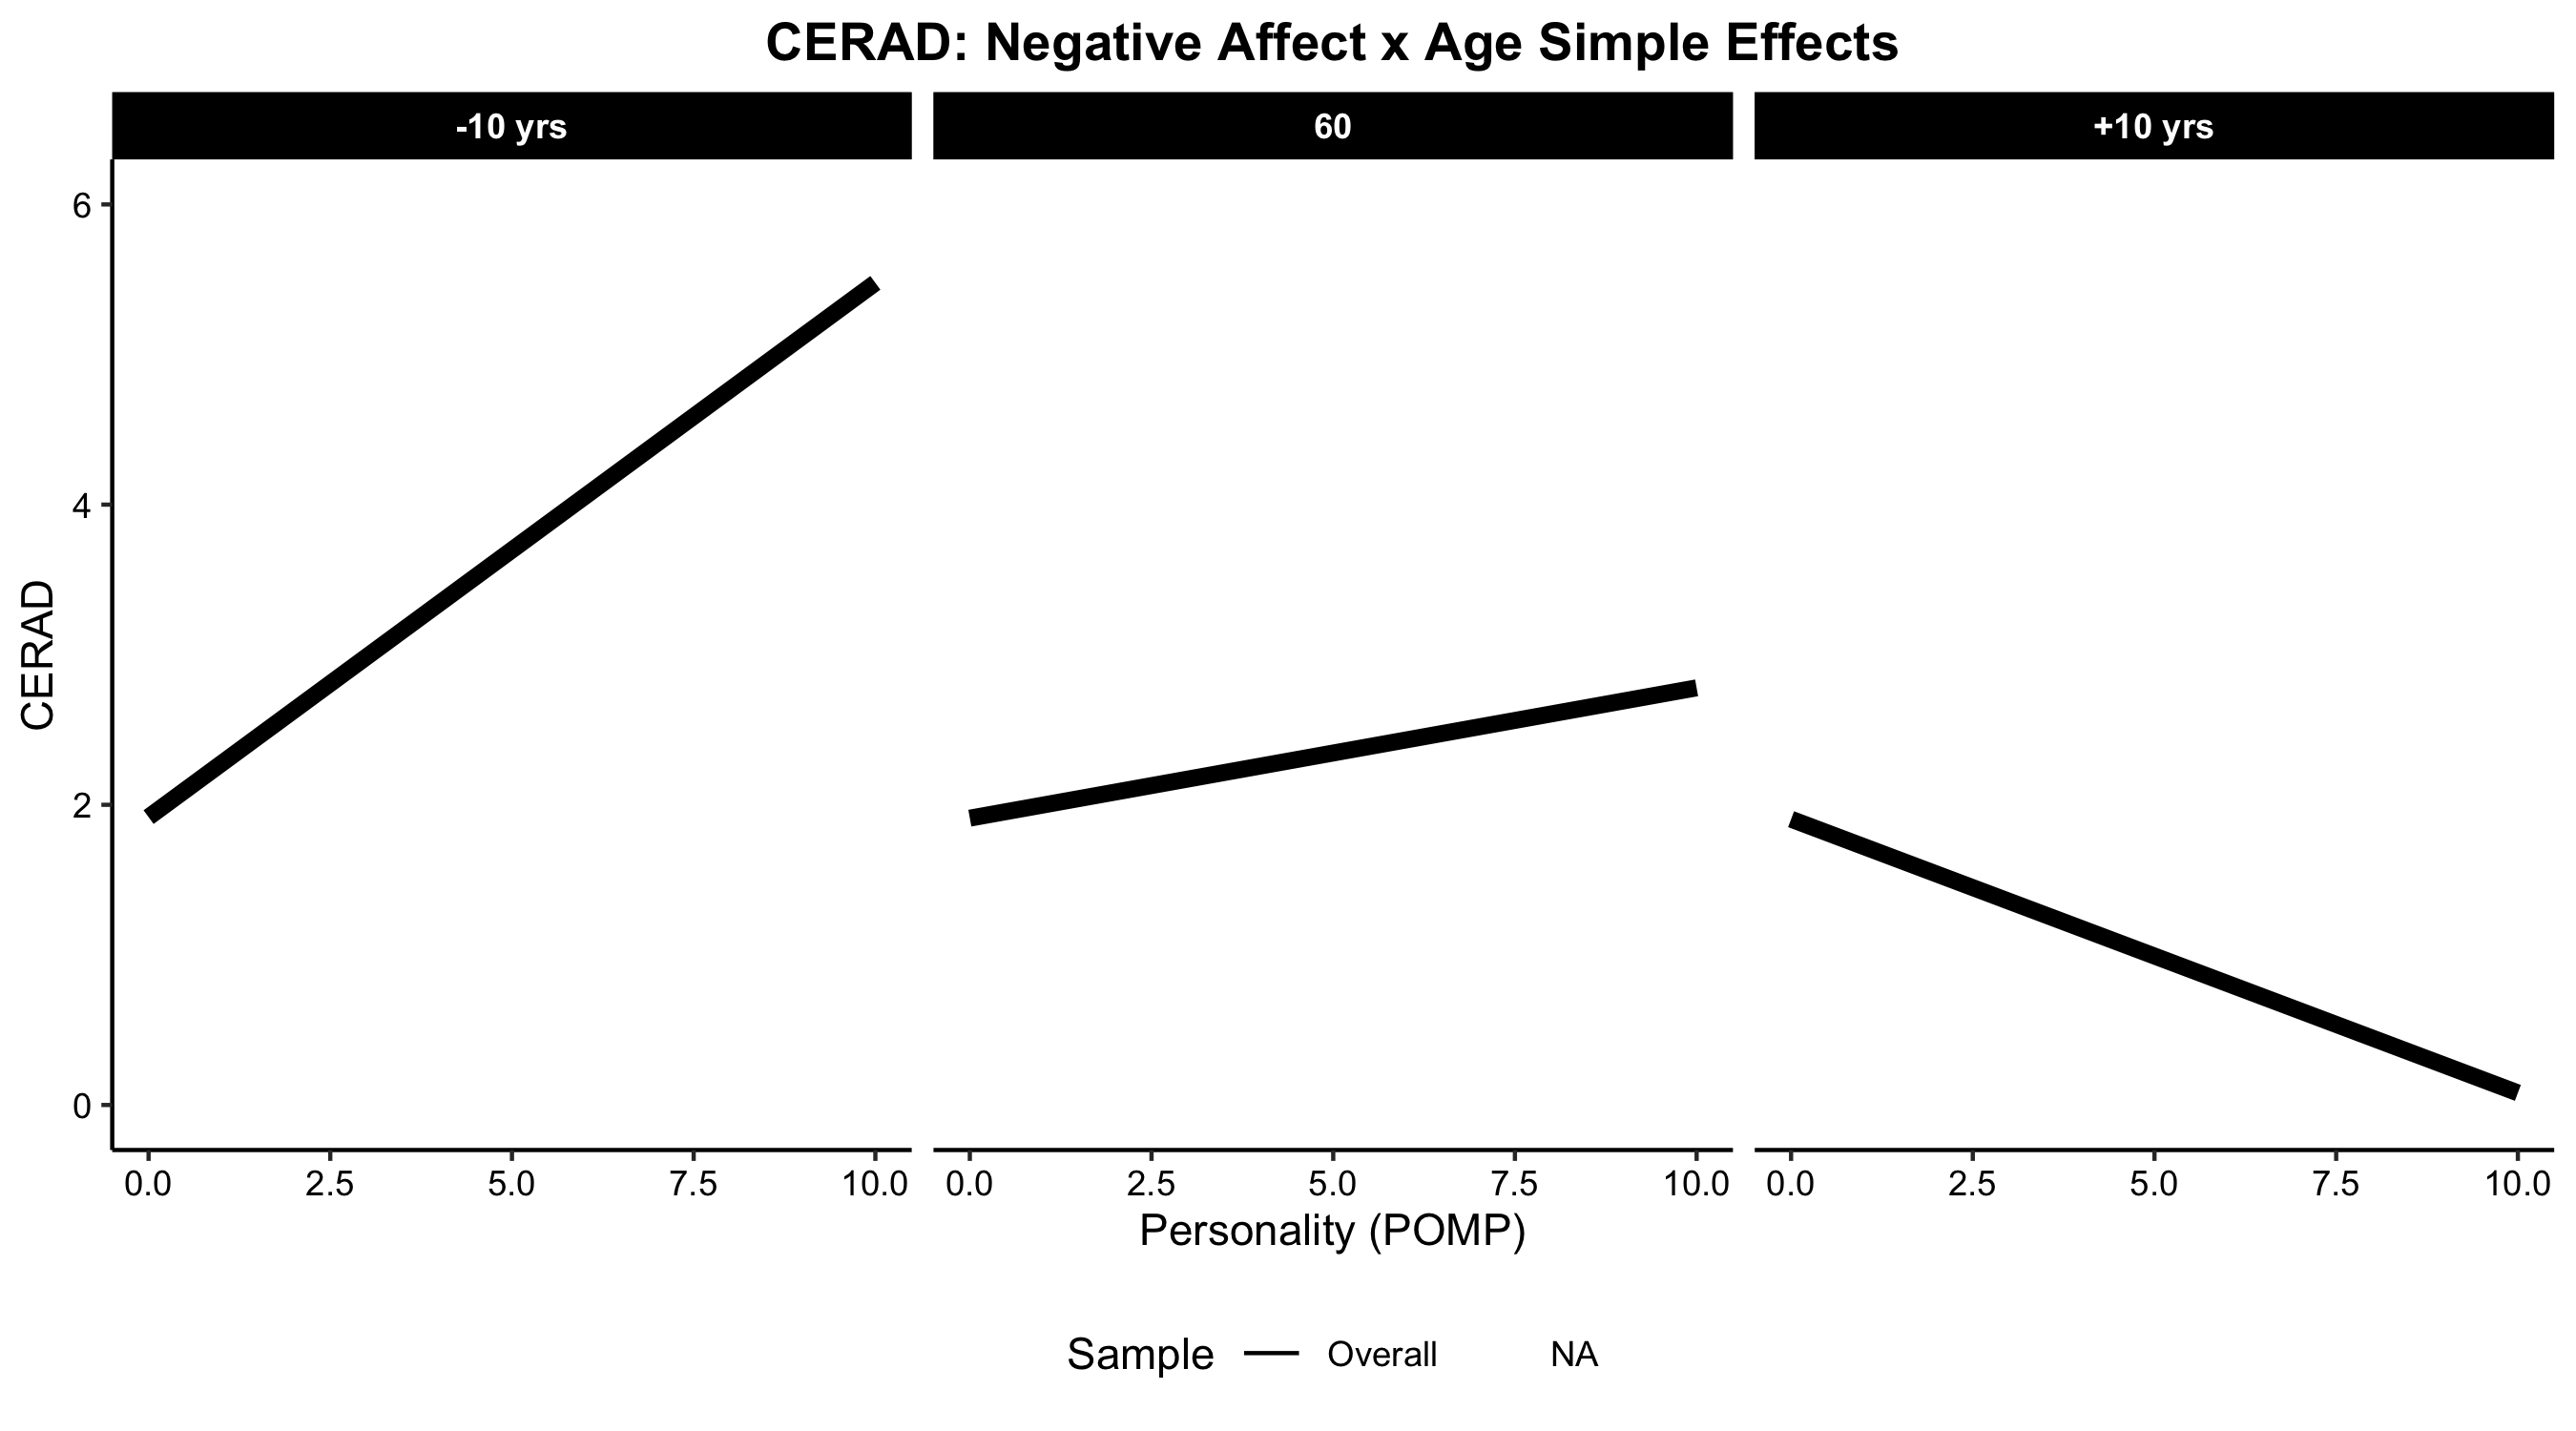 CERAD: Negative Affect x Age Simple Effects
-10 yrs 60 +10 yrs
6
4
2
0
CERAD
0.0 2.5 5.0 7.5 10.0 0.0 2.5 5.0 7.5 10.0 0.0 2.5 5.0 7.5 10.0
Personality (POMP)
Sample Overall NA